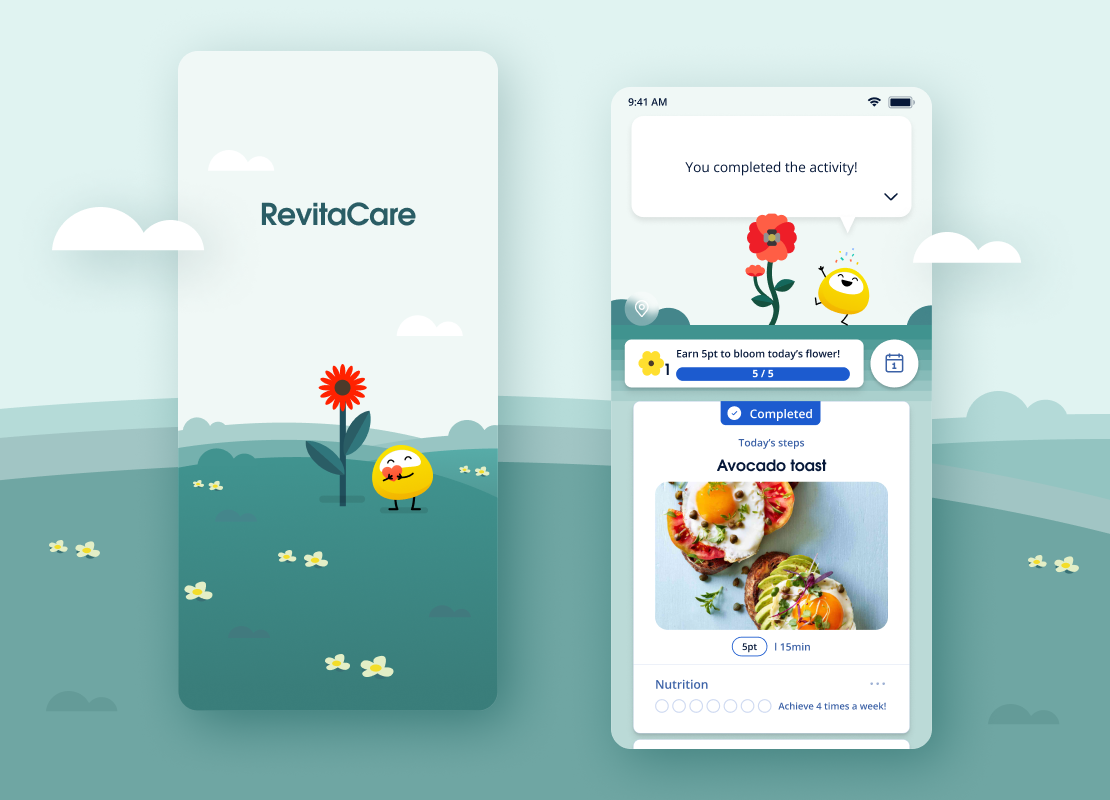 RevitaCare
9:41 AM
You completed the activity!
1
Earn 5pt to bloom today's flower!
5 / 5
1
Completed
Today's steps
Avocado toast
5pt
l 15min
Nutrition
Achieve 4 times a week!